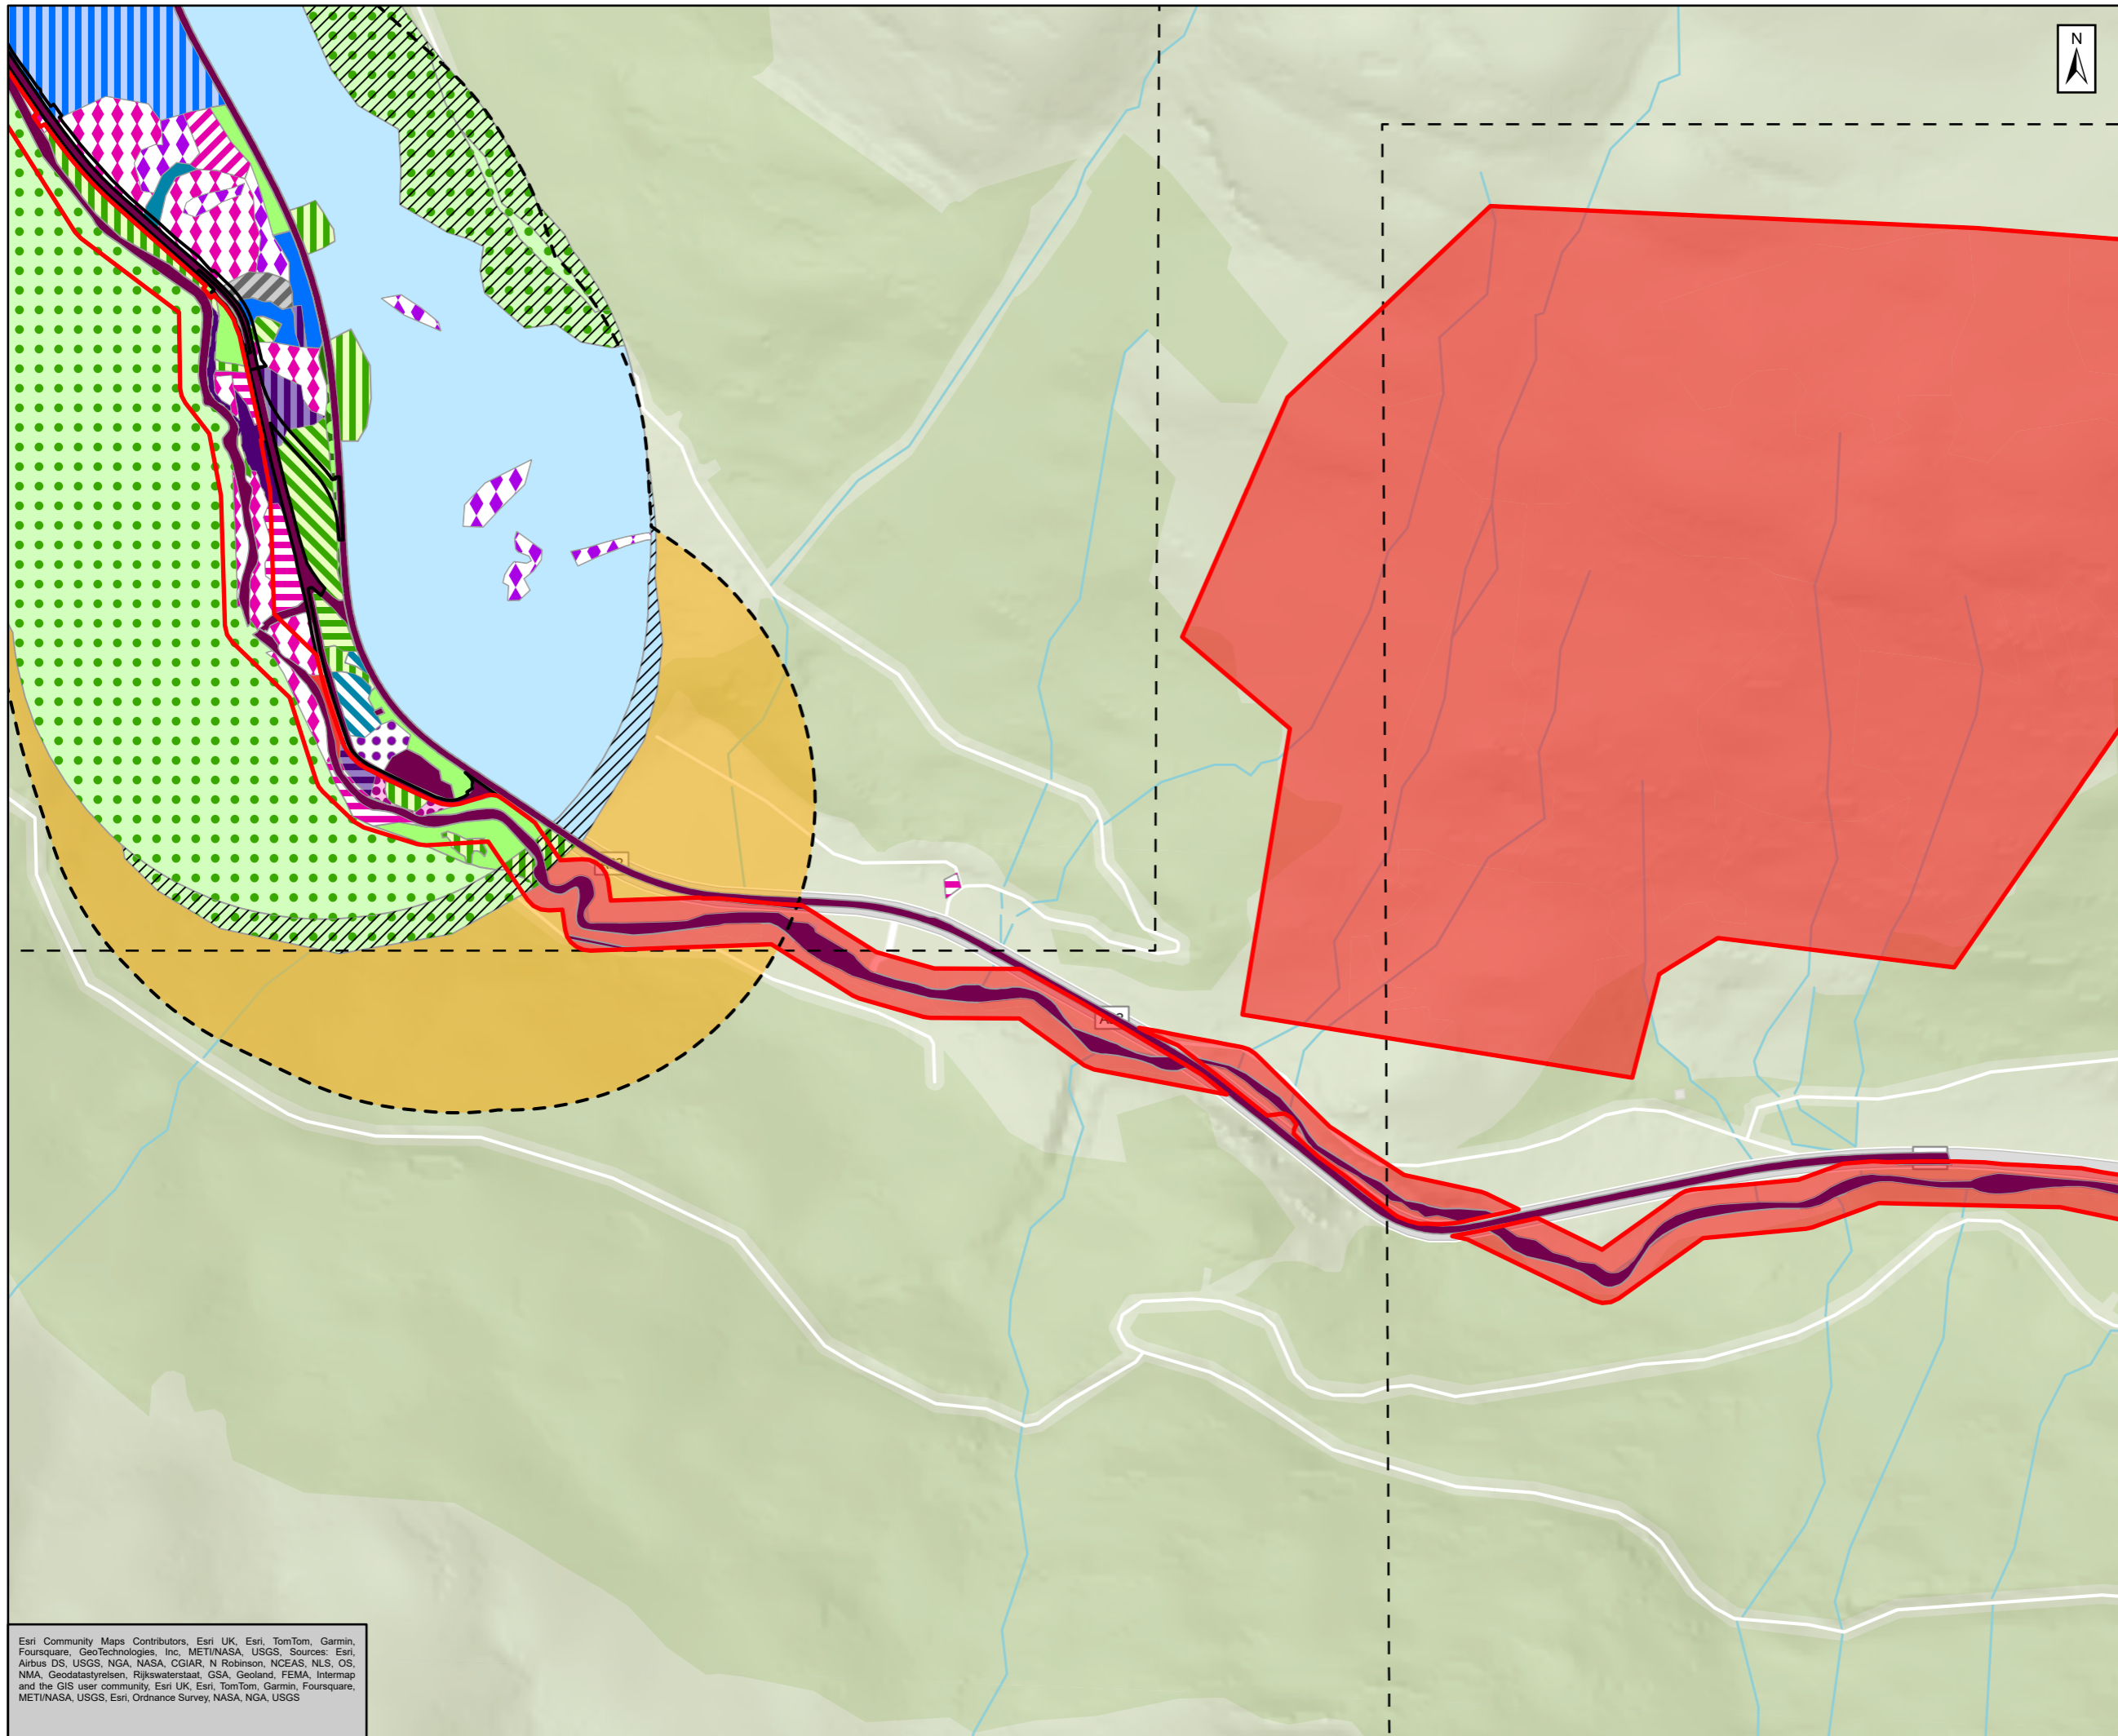 N
Esri Community Maps Contributors, Esri UK, Esri, TomTom, Garmin,
Foursquare, GeoTechnologies, Inc, METI/NASA, USGS, Sources: Esri,
Airbus DS, USGS, NGA, NASA, CGIAR, N Robinson, NCEAS, NLS, OS,
NMA, Geodatastyrelsen, Rijkswaterstaat, GSA, Geoland, FEMA, Intermap
and the GIS user community, Esri UK, Esri, TomTom, Garmin, Foursquare,
METI/NASA, USGS, Esri, Ordnance Survey, NASA, NGA, USGS